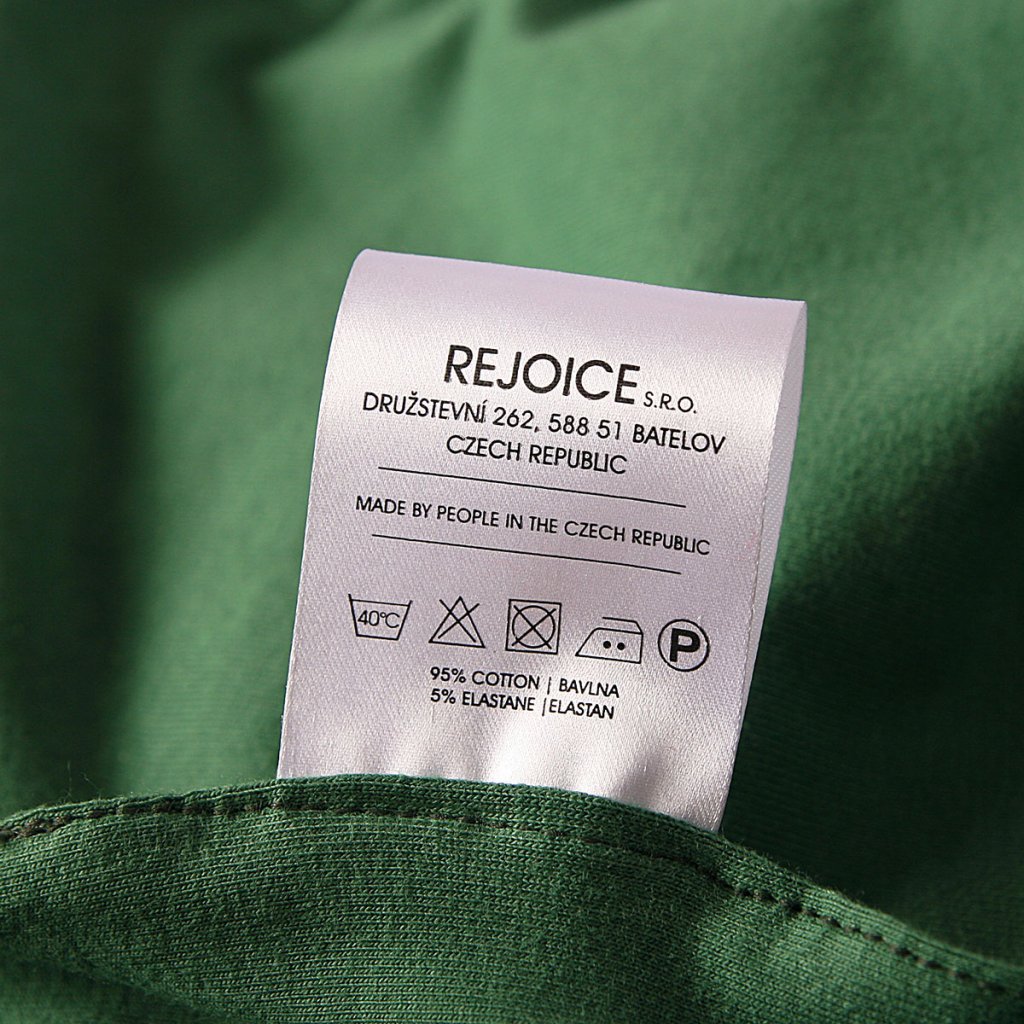 REJOICE S.R.O.
DRUŽSTEVNÍ 262, 588 51 BATELOV
CZECH REPUBLIC
MADE BY PEOPLE IN THE CZECH REPUBLIC
40°C P
95% COTTON | BAVLNA
5% ELASTANE |ELASTAN